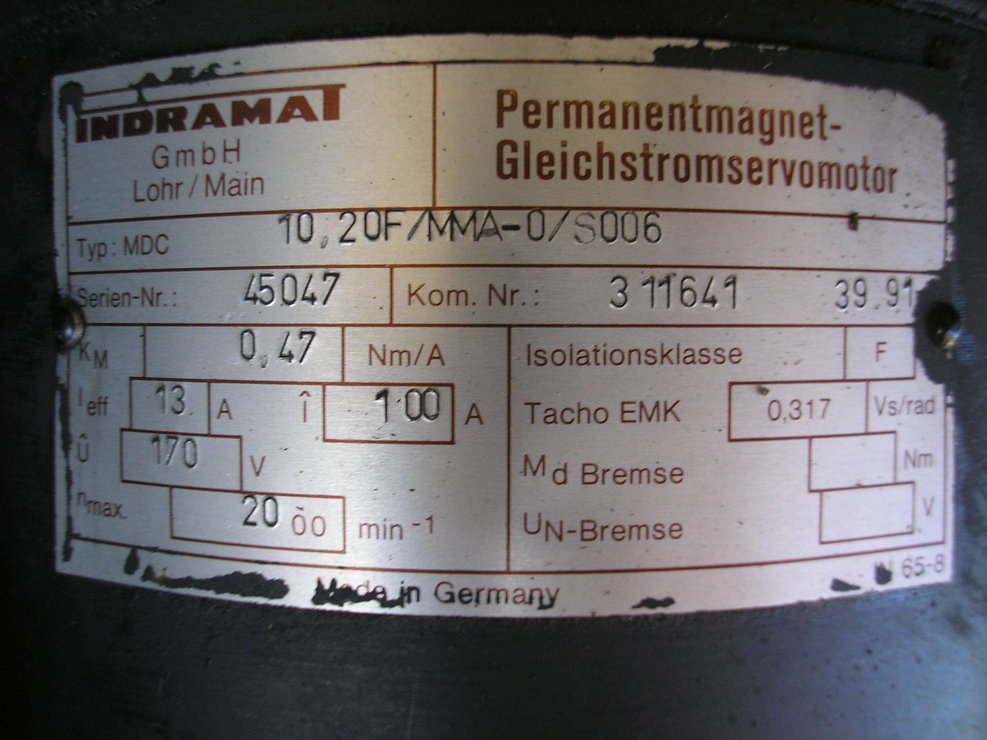 INDRAMAT
GmbH
Lohr/Main
Permanentmagnet-
Gleichstromservomotor
Typ: MDC 10.20F/MMA-0/S006
Serien-Nr.: 45047 Kom. Nr.: 311641 39.91
KM 0,47 Nm/A
Isolationsklasse F
Ieff 13 A Î 100 A
Tacho EMK 0,317 Vs/rad
Û 170 V
Md Bremse Nm
nmax. 2000 min-1
UN-Bremse V
Made in Germany
65-8